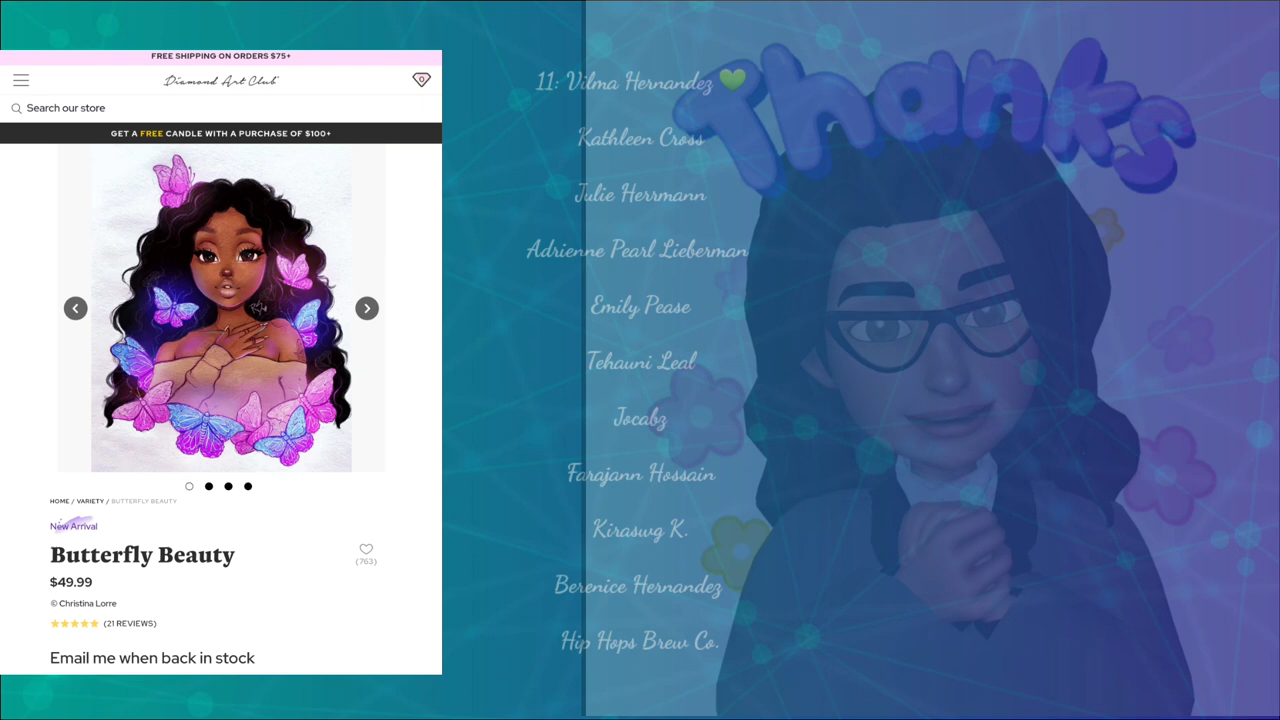 FREE SHIPPING ON ORDERS $75+
Diamond Art Club
0
Search our store
GET A FREE CANDLE WITH A PURCHASE OF $100+
HOME / VARIETY / BUTTERFLY BEAUTY
New Arrival
Butterfly Beauty
(763)
$49.99
© Christina Lorre
(21 REVIEWS)
Email me when back in stock
Thanks
11: Vilma Hernandez 💚
Kathleen Cross
Julie Herrmann
Adrienne Pearl Lieberman
Emily Pease
Tehauni Leal
Jocabz
Farajann Hossain
Kiraswg K.
Berenice Hernandez
Hip Hops Brew Co.